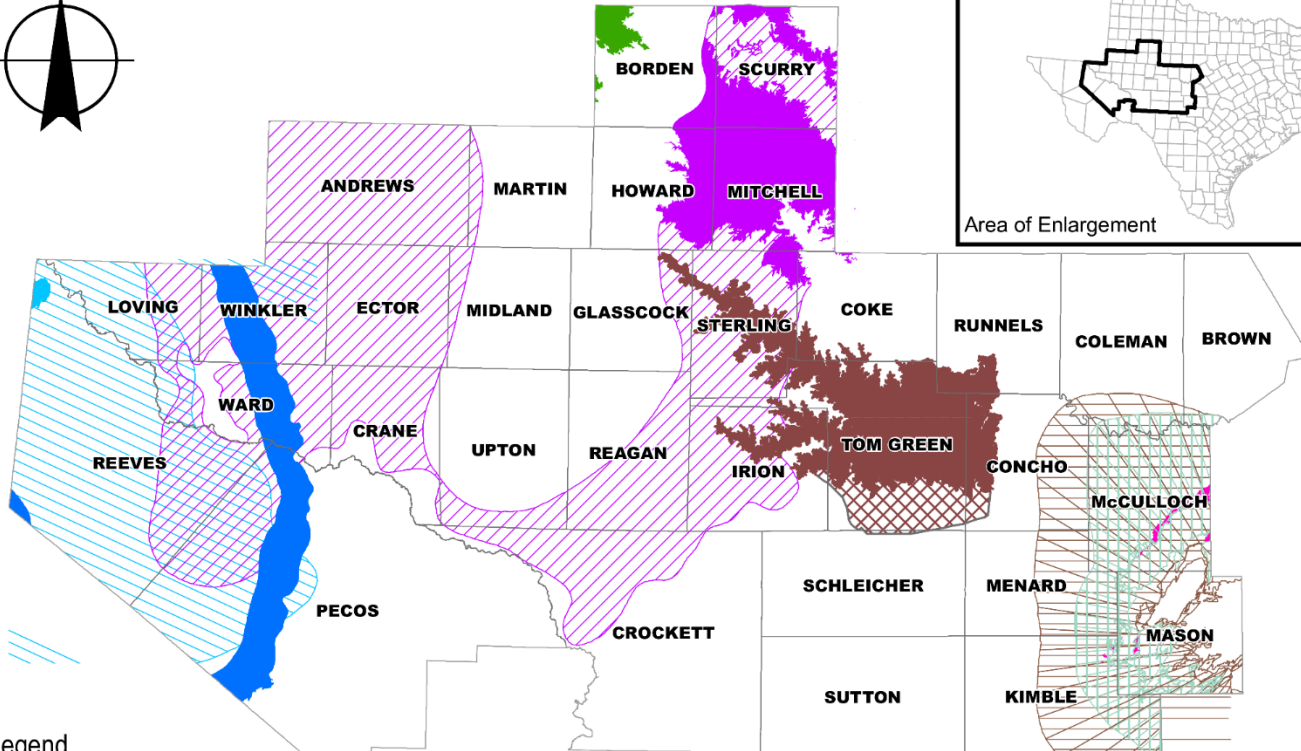 BORDEN
SCURRY
Area of Enlargement
ANDREWS
MARTIN
HOWARD
MITCHELL
LOVING
WINKLER
ECTOR
MIDLAND
GLASSCOCK
STERLING
COKE
RUNNELS
COLEMAN
BROWN
WARD
CRANE
UPTON
REAGAN
IRION
TOM GREEN
CONCHO
REEVES
McCULLOCH
PECOS
CROCKETT
SCHLEICHER
MENARD
MASON
SUTTON
KIMBLE
egend